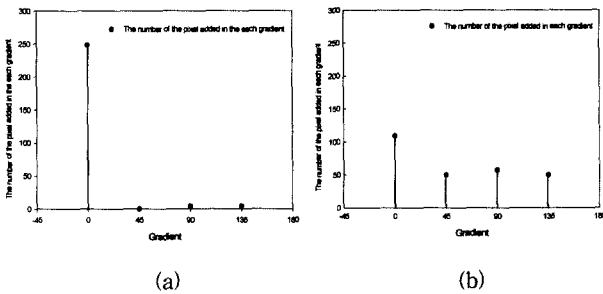 The number of the pixel added in the each gradient
300
250
200
150
100
50
0
-45 0 45 90 135 180
Gradient
The number of the pixel added in each gradient
(a)
The number of the pixel added in each gradient
300
250
200
150
100
50
0
-45 0 45 90 135 180
Gradient
The number of the pixel added in each gradient
(b)